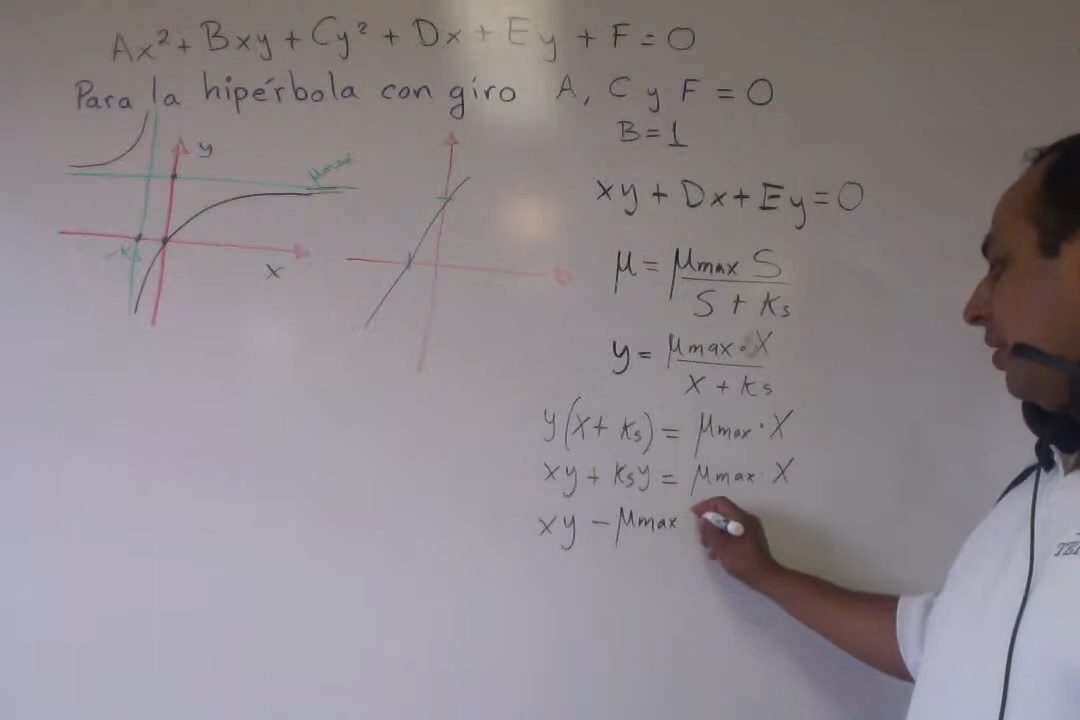 Ax² + Bxy + Cy² + Dx + Ey + F = 0
Para la hipérbola con giro A, C y F = 0
B = 1
y
μmax
-Ks
x
xy + Dx + Ey = 0
μ = μmax S
S + Ks
y = μmax · X
X + Ks
y(X + Ks) = μmax · X
xy + Ksy = μmax · X
xy - μmax